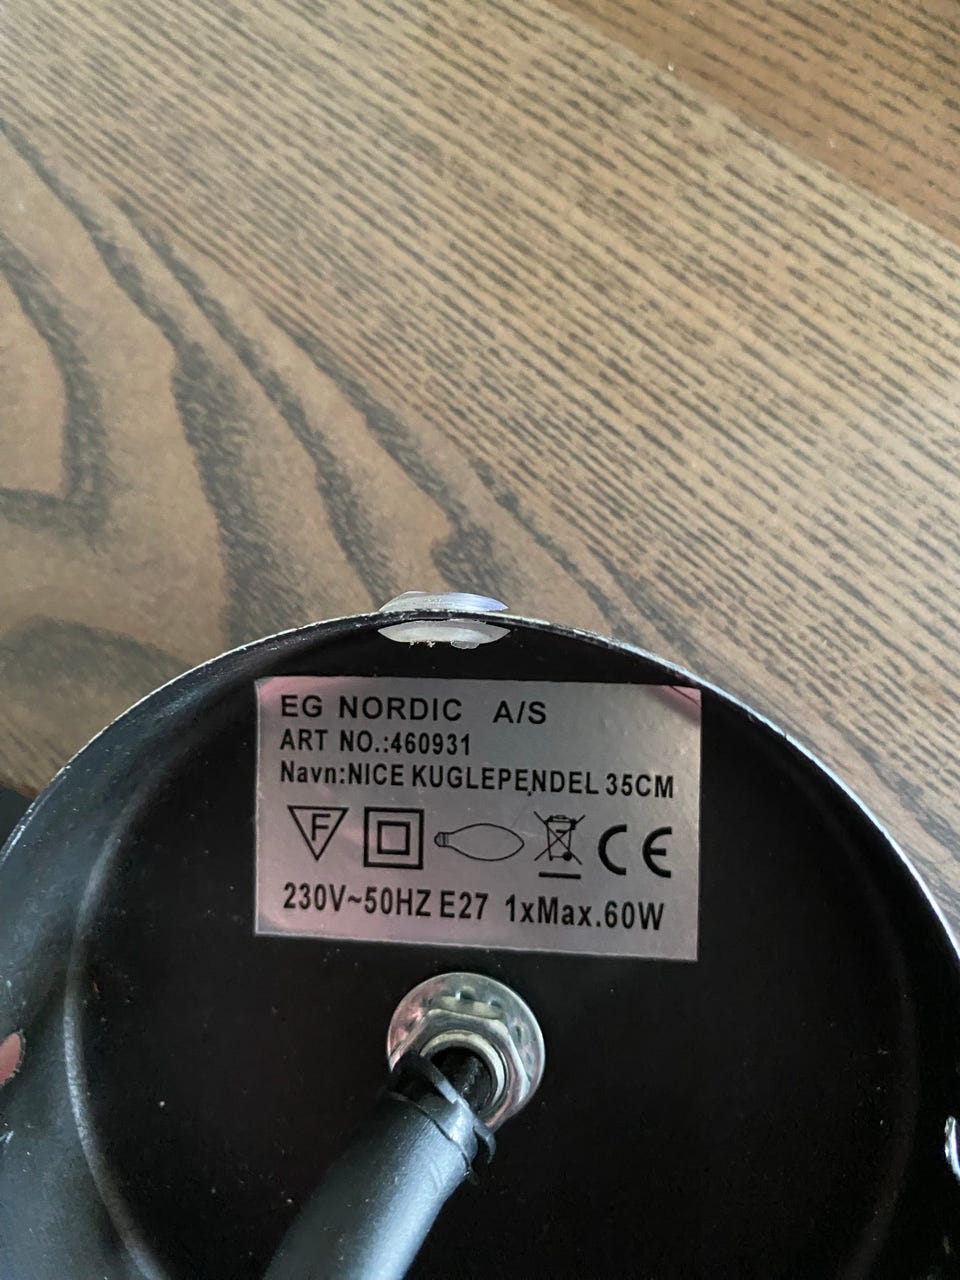 EG NORDIC A/S
ART NO.:460931
Navn:NICE KUGLEPENDEL 35CM
F CE
230V~50HZ E27 1xMax.60W